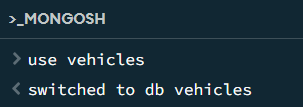 >_MONGOSH
> use vehicles
< switched to db vehicles